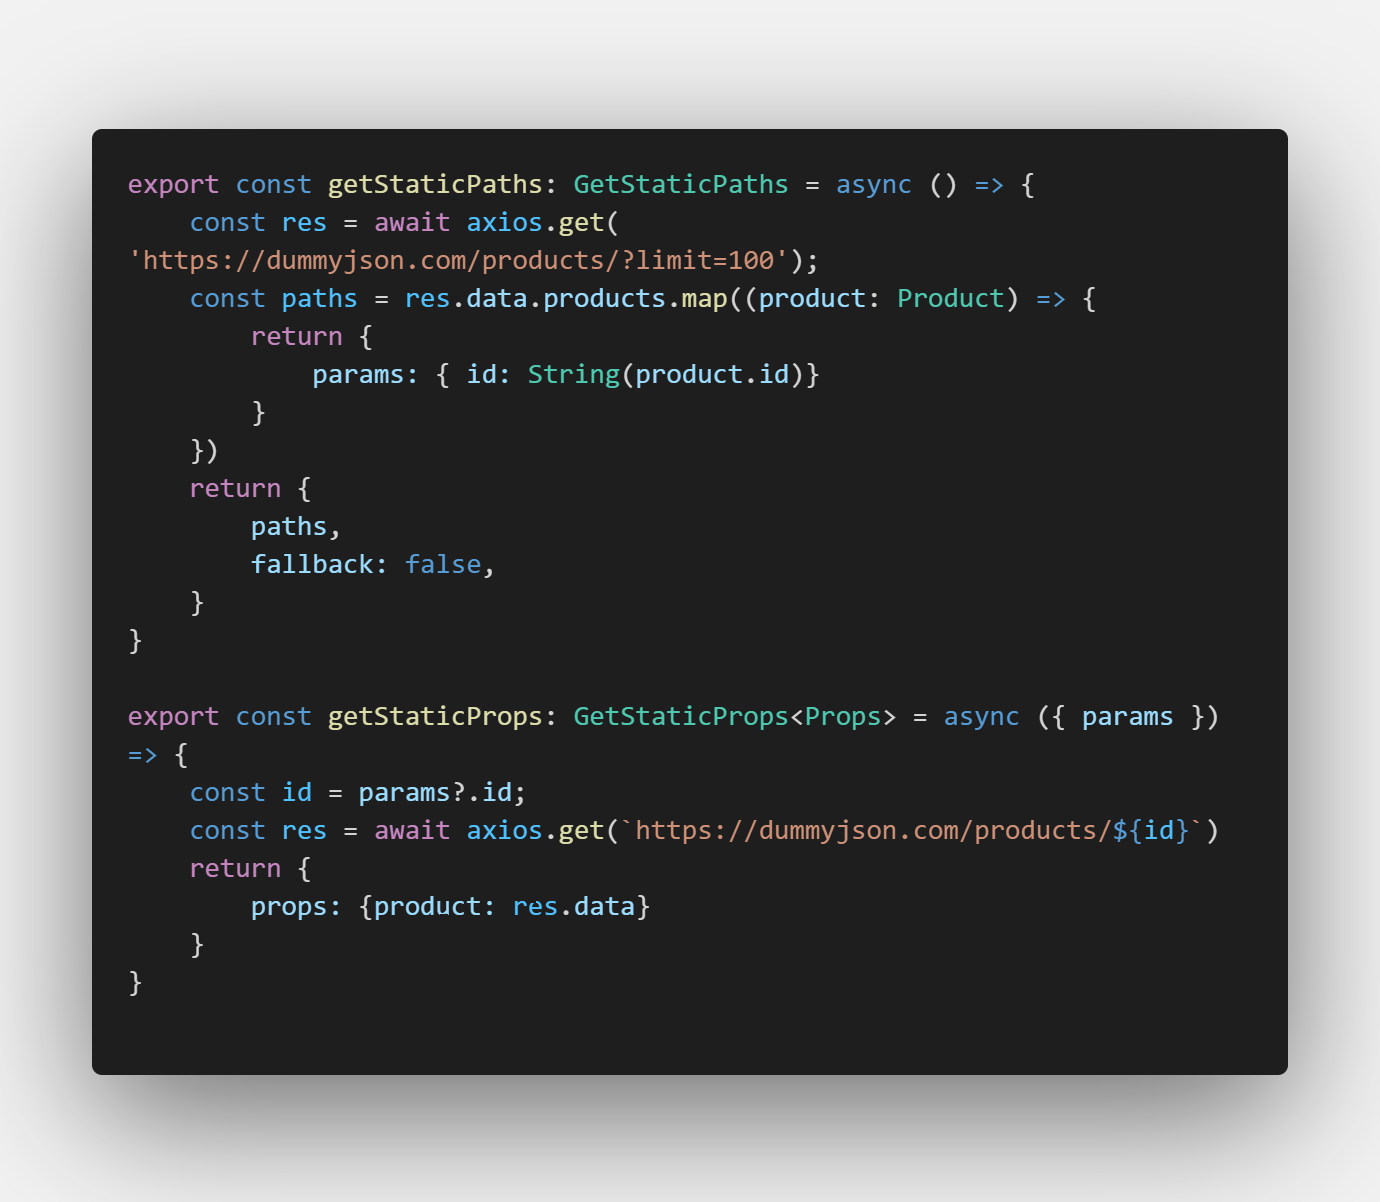 export const getStaticPaths: GetStaticPaths = async () => {
    const res = await axios.get(
'https://dummyjson.com/products/?limit=100');
    const paths = res.data.products.map((product: Product) => {
        return {
            params: { id: String(product.id)}
        }
    })
    return {
        paths,
        fallback: false,
    }
}

export const getStaticProps: GetStaticProps<Props> = async ({ params })
=> {
    const id = params?.id;
    const res = await axios.get(`https://dummyjson.com/products/${id}`)
    return {
        props: {product: res.data}
    }
}